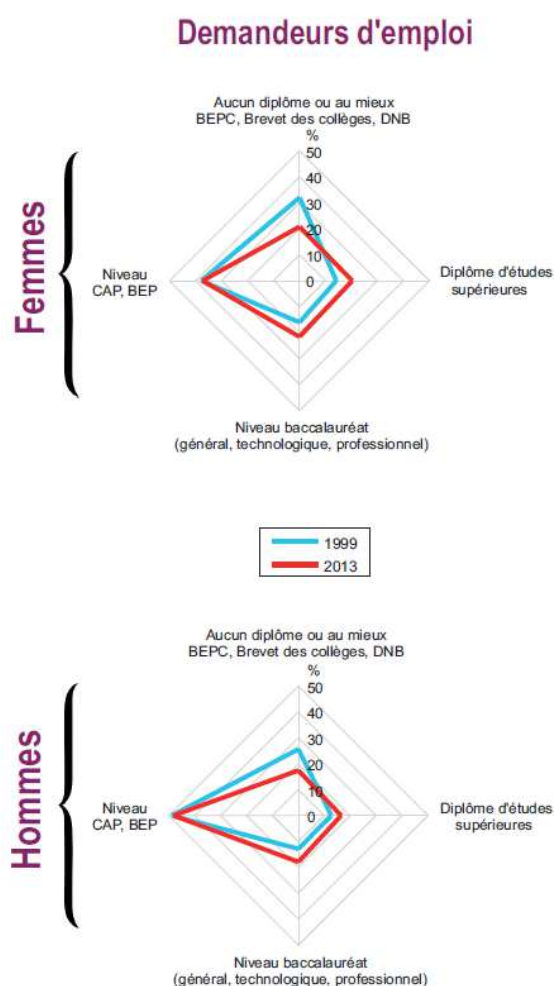 Demandeurs d'emploi
Aucun diplôme ou au mieux
BEPC, Brevet des collèges, DNB
%
50
40
30
20
10
0
Femmes
Niveau
CAP, BEP
Diplôme d'études
supérieures
Niveau baccalauréat
(général, technologique, professionnel)
1999
2013
Aucun diplôme ou au mieux
BEPC, Brevet des collèges, DNB
%
50
40
30
20
10
0
Hommes
Niveau
CAP, BEP
Diplôme d'études
supérieures
Niveau baccalauréat
(général, technologique, professionnel)